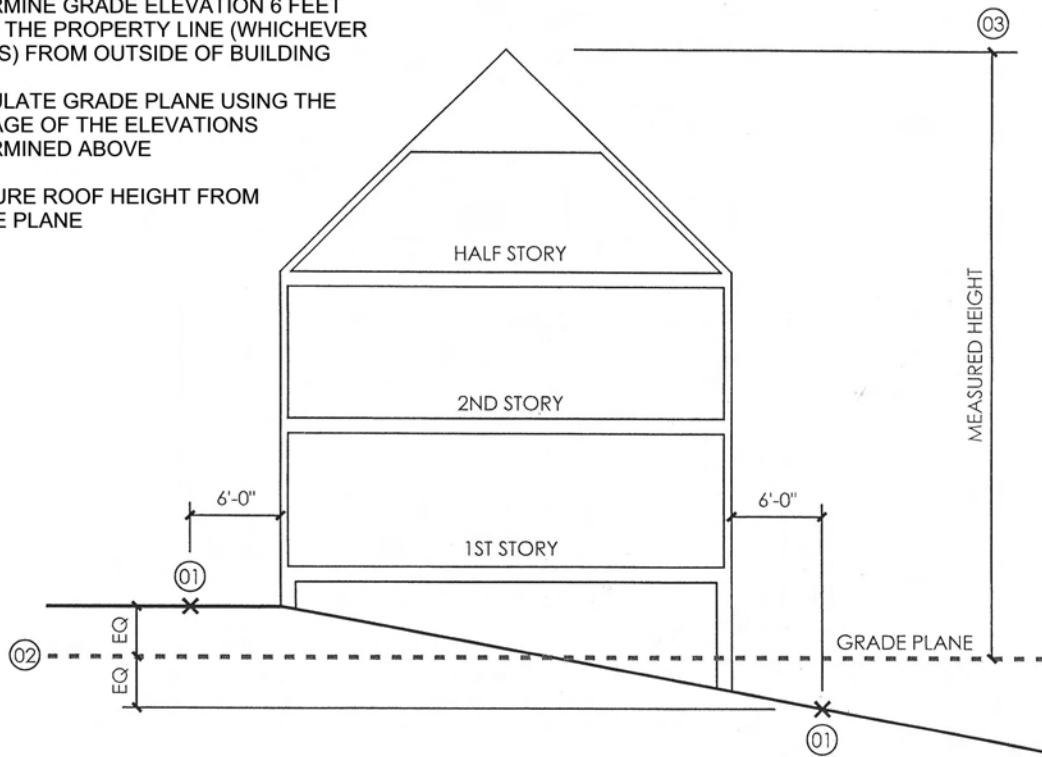 RMINE GRADE ELEVATION 6 FEET
THE PROPERTY LINE (WHICHEVER
S) FROM OUTSIDE OF BUILDING
ULATE GRADE PLANE USING THE
AGE OF THE ELEVATIONS
RMINED ABOVE
URE ROOF HEIGHT FROM
E PLANE
03
HALF STORY
MEASURED HEIGHT
2ND STORY
6'-0"
6'-0"
1ST STORY
01
EQ
02
GRADE PLANE
EQ
01